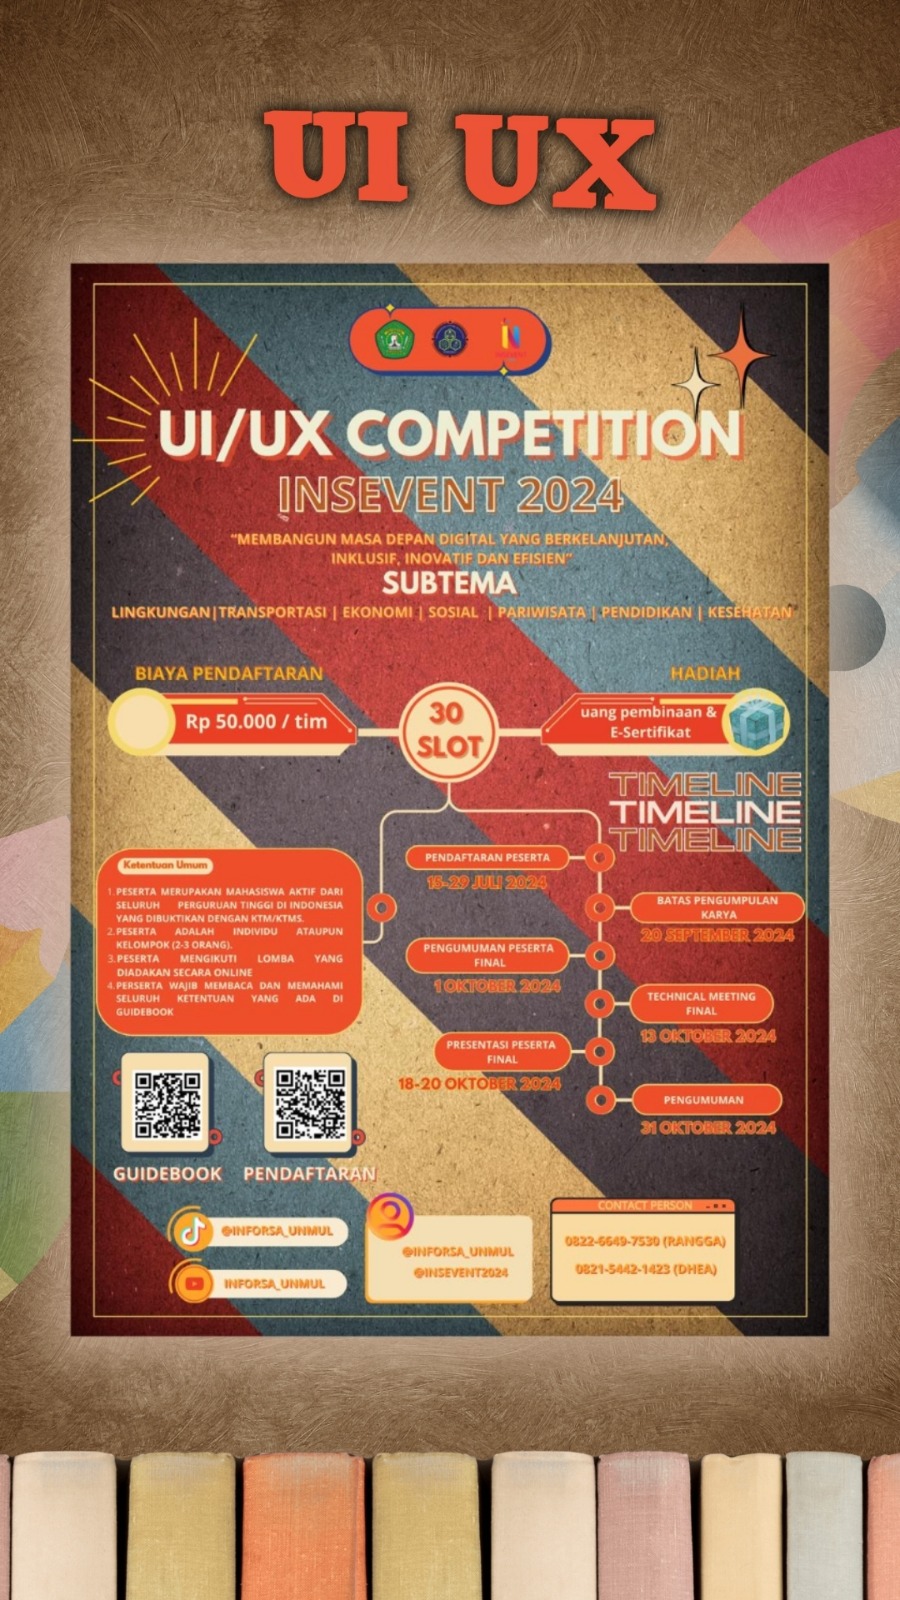 UI UX
UI/UX COMPETITION
INSEVENT 2024
"MEMBANGUN MASA DEPAN DIGITAL YANG BERKELANJUTAN,
INKLUSIF, INOVATIF DAN EFISIEN"
SUBTEMA
LINGKUNGAN|TRANSPORTASI | EKONOMI | SOSIAL | PARIWISATA | PENDIDIKAN | KESEHATAN
BIAYA PENDAFTARAN
Rp 50.000 / tim
30
SLOT
HADIAH
uang pembinaan &
E-Sertifikat
TIMELINE
TIMELINE
TIMELINE
Ketentuan Umum
1. PESERTA MERUPAKAN MAHASISWA AKTIF DARI
SELURUH PERGURUAN TINGGI DI INDONESIA
YANG DIBUKTIKAN DENGAN KTM/KTMS.
2. PESERTA ADALAH INDIVIDU ATAUPUN
KELOMPOK (2-3 ORANG).
3. PESERTA MENGIKUTI LOMBA YANG
DIADAKAN SECARA ONLINE
4. PERSERTA WAJIB MEMBACA DAN MEMAHAMI
SELURUH KETENTUAN YANG ADA DI
GUIDEBOOK
PENDAFTARAN PESERTA
15-29 JULI 2024
BATAS PENGUMPULAN
KARYA
20 SEPTEMBER 2024
PENGUMUMAN PESERTA
FINAL
1 OKTOBER 2024
TECHNICAL MEETING
FINAL
13 OKTOBER 2024
PRESENTASI PESERTA
FINAL
18-20 OKTOBER 2024
PENGUMUMAN
31 OKTOBER 2024
GUIDEBOOK
PENDAFTARAN
@INFORSA_UNMUL
INFORSA_UNMUL
@INFORSA_UNMUL
@INSEVENT2024
CONTACT PERSON
0822-6649-7530 (RANGGA)
0821-5442-1423 (DHEA)